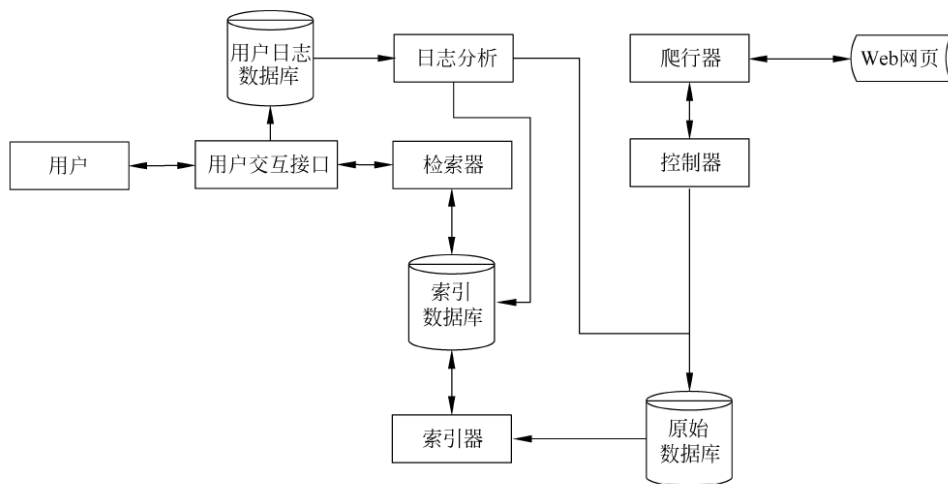 用户日志
数据库
日志分析
爬行器
Web网页
用户
用户交互接口
检索器
控制器
索引
数据库
索引器
原始
数据库